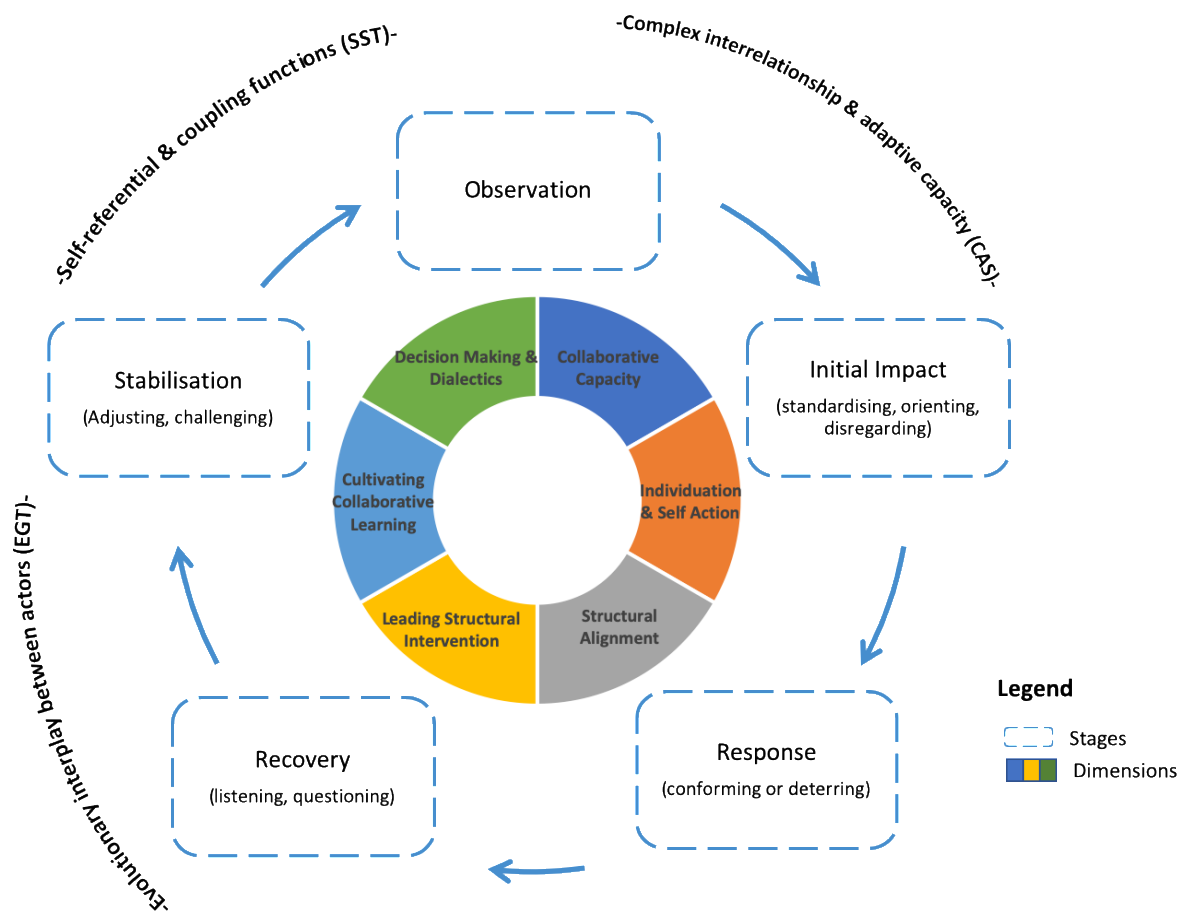 -Self-referential & coupling functions (SST)-
-Complex interrelationship & adaptive capacity (CAS)-
Observation
Stabilisation
(Adjusting, challenging)
Initial Impact
(standardising, orienting,
disregarding)
Decision Making &
Dialectics
Collaborative
Capacity
Cultivating
Collaborative
Learning
Individuation
& Self Action
Leading Structural
Intervention
Structural
Alignment
-Evolutionary interplay between actors (EGT)-
Recovery
(listening, questioning)
Response
(conforming or deterring)
Legend
Stages
Dimensions